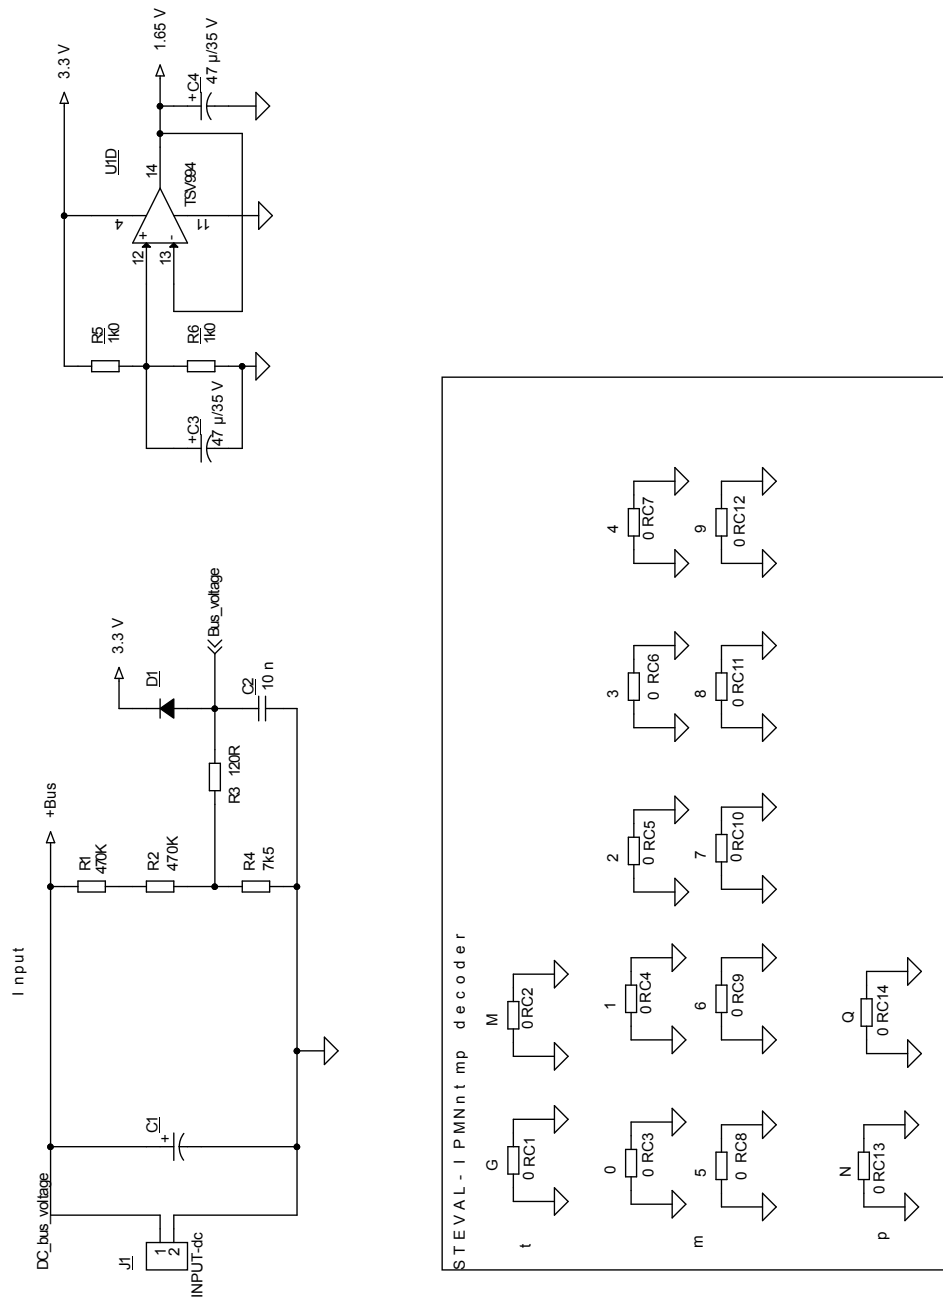 Input
J1
INPUT-dc
1
2
DC_bus_voltage
C1
+
+Bus
R1
470K
R2
470K
R4
7k5
R3 120R
D1
3.3 V
C2
10 n
Bus_voltage
3.3 V
R5
1k0
R6
1k0
+C3
47 µ/35 V
12
13
+
-
4
11
14
U1D
TSV994
1.65 V
+C4
47 µ/35 V
STEVAL-IPMNntmp decoder
t
G
0 RC1
M
0 RC2
m
0
0 RC3
1
0 RC4
2
0 RC5
3
0 RC6
4
0 RC7
5
0 RC8
6
0 RC9
7
0 RC10
8
0 RC11
9
0 RC12
p
N
0 RC13
Q
0 RC14